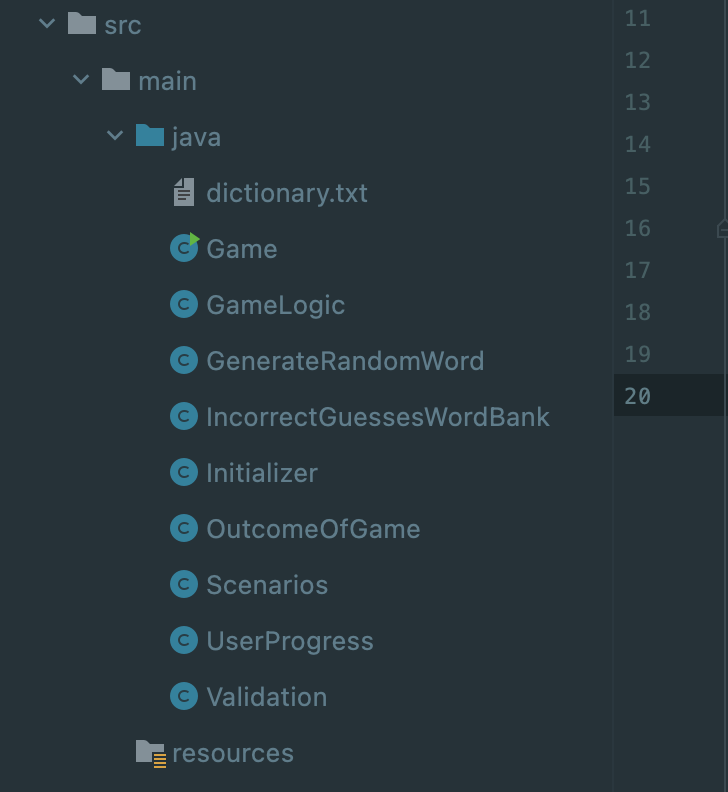 src
main
java
dictionary.txt
Game
GameLogic
GenerateRandomWord
IncorrectGuessesWordBank
Initializer
OutcomeOfGame
Scenarios
UserProgress
Validation
resources
11
12
13
14
15
16
17
18
19
20